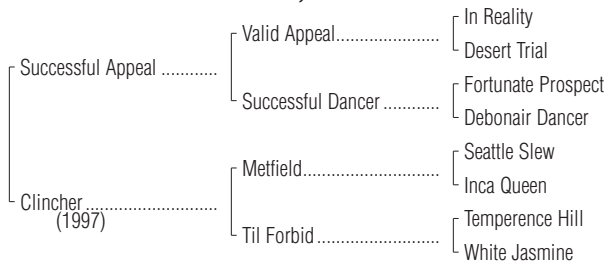 In Reality
Valid Appeal....................
Desert Trial
Successful Appeal ............
Fortunate Prospect
Successful Dancer ............
Debonair Dancer
Seattle Slew
Metfield...........................
Inca Queen
Clincher............................
(1997)
Temperence Hill
Til Forbid.........................
White Jasmine